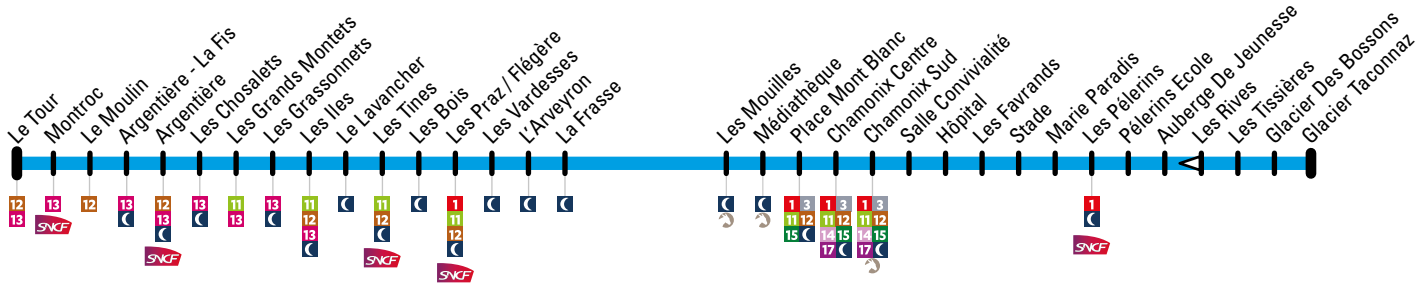 Le Tour
Montroc
Le Moulin
Argentière - La Fis
Argentière
Les Chosalets
Les Grands Montets
Les Grassonnets
Les Iles
Le Lavancher
Les Tines
Les Bois
Les Praz / Flégère
Les Vardesses
L'Arveyron
La Frasse
Les Mouilles
Médiathèque
Place Mont Blanc
Chamonix Centre
Chamonix Sud
Salle Convivialité
Hôpital
Les Favrands
Stade
Marie Paradis
Les Pélerins
Pélerins Ecole
Auberge De Jeunesse
Les Rives
Les Tissières
Glacier Des Bossons
Glacier Taconnaz
12
13
13
SNCF
12
13
12
13
SNCF
13
11
13
13
11
12
13
11
12
SNCF
1
11
12
SNCF
1 3
11 12
15
1 3
11 12
14 15
17
1 3
11 12
14 15
17
1
SNCF